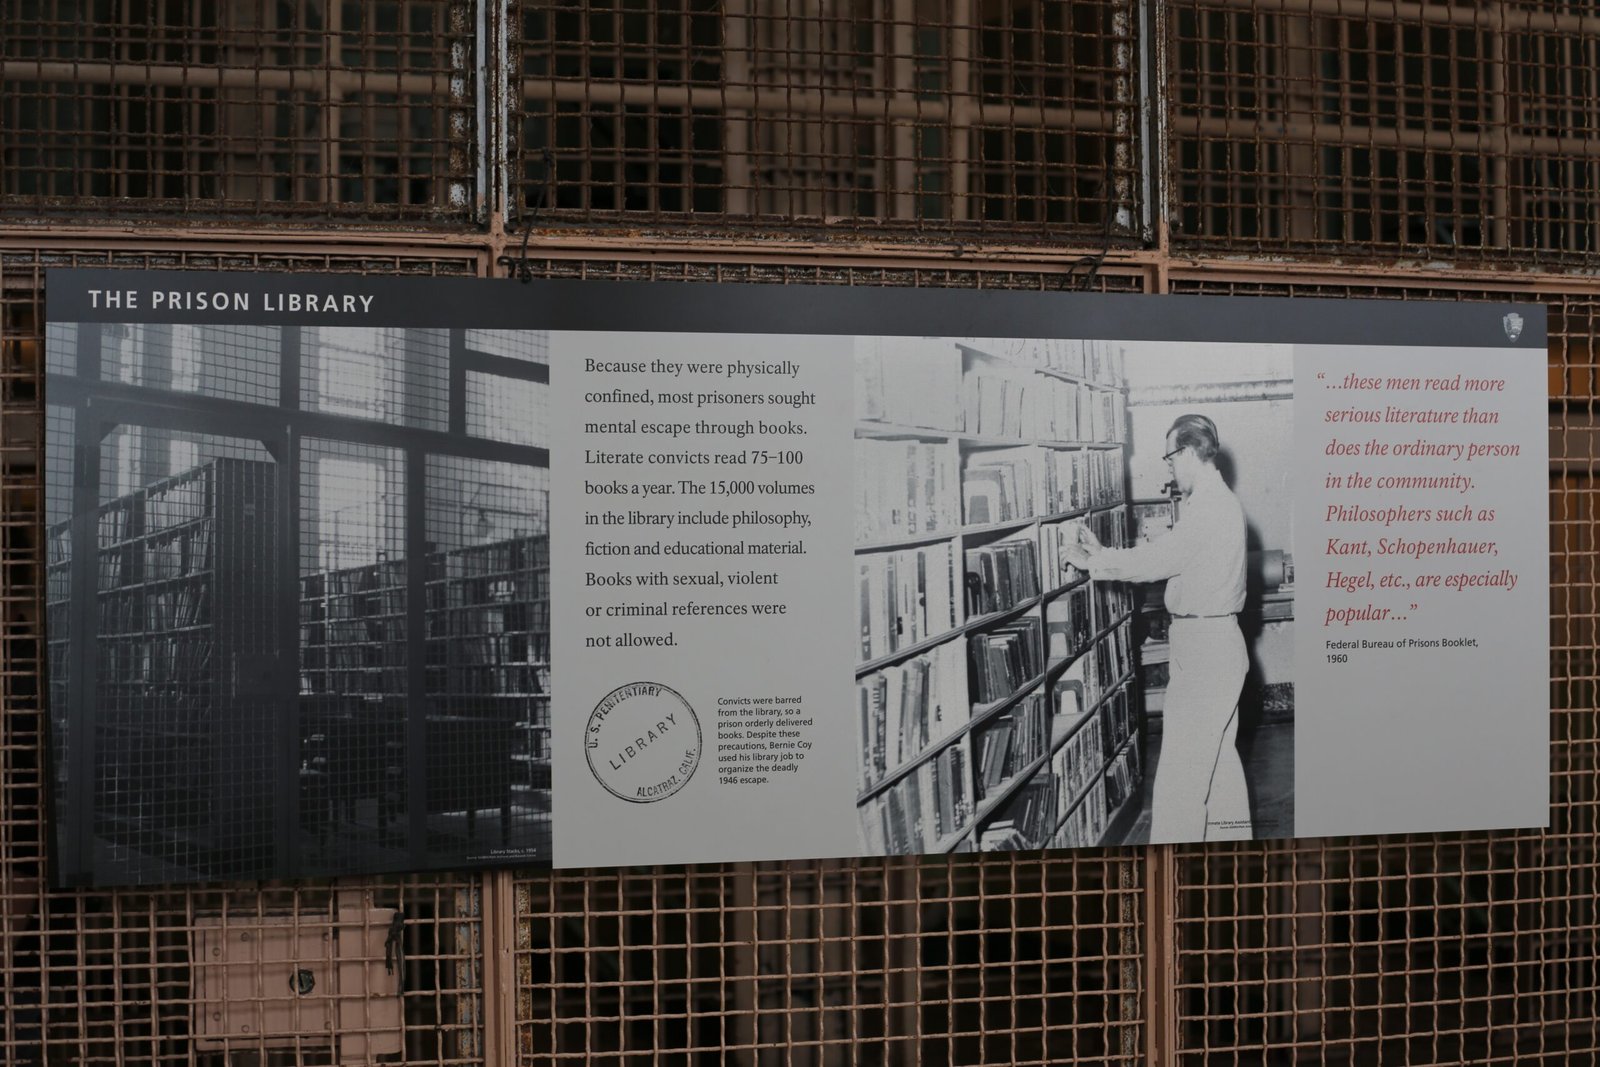 THE PRISON LIBRARY
Because they were physically
confined, most prisoners sought
mental escape through books.
Literate convicts read 75–100
books a year. The 15,000 volumes
in the library include philosophy,
fiction and educational material.
Books with sexual, violent
or criminal references were
not allowed.
U. S. PENITENTIARY
LIBRARY
ALCATRAZ, CALIF.
Convicts were barred
from the library, so a
prison orderly delivered
books. Despite these
precautions, Bernie Coy
used his library job to
organize the deadly
1946 escape.
Library Stacks, c. 1954
“…these men read more
serious literature than
does the ordinary person
in the community.
Philosophers such as
Kant, Schopenhauer,
Hegel, etc., are especially
popular…”
Federal Bureau of Prisons Booklet,
1960